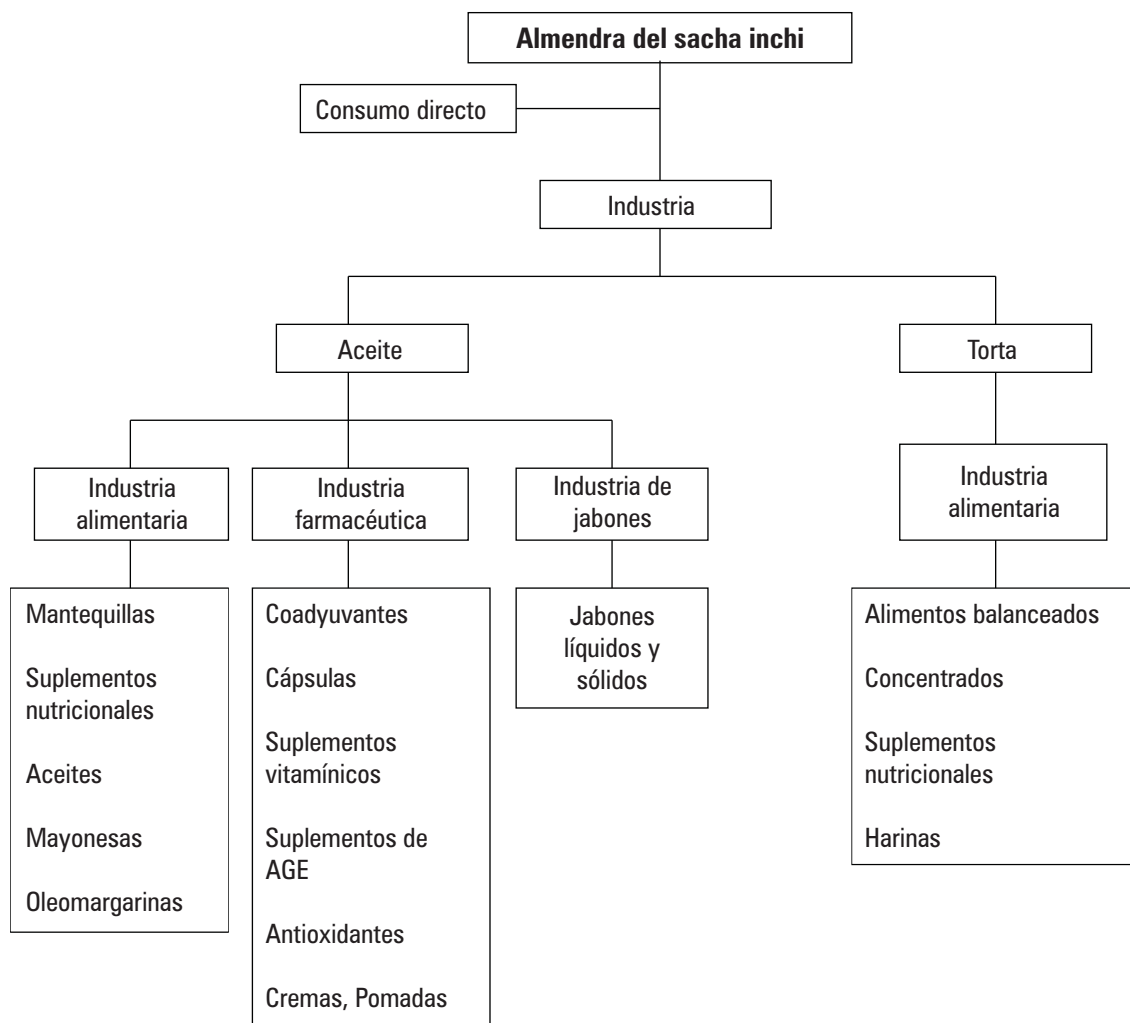 Almendra del sacha inchi
Consumo directo
Industria
Aceite
Torta
Industria
alimentaria
Industria
farmacéutica
Industria de
jabones
Industria
alimentaria
Mantequillas
Suplementos
nutricionales
Aceites
Mayonesas
Oleomargarinas
Coadyuvantes
Cápsulas
Suplementos
vitamínicos
Suplementos de
AGE
Antioxidantes
Cremas, Pomadas
Jabones
líquidos y
sólidos
Alimentos balanceados
Concentrados
Suplementos
nutricionales
Harinas